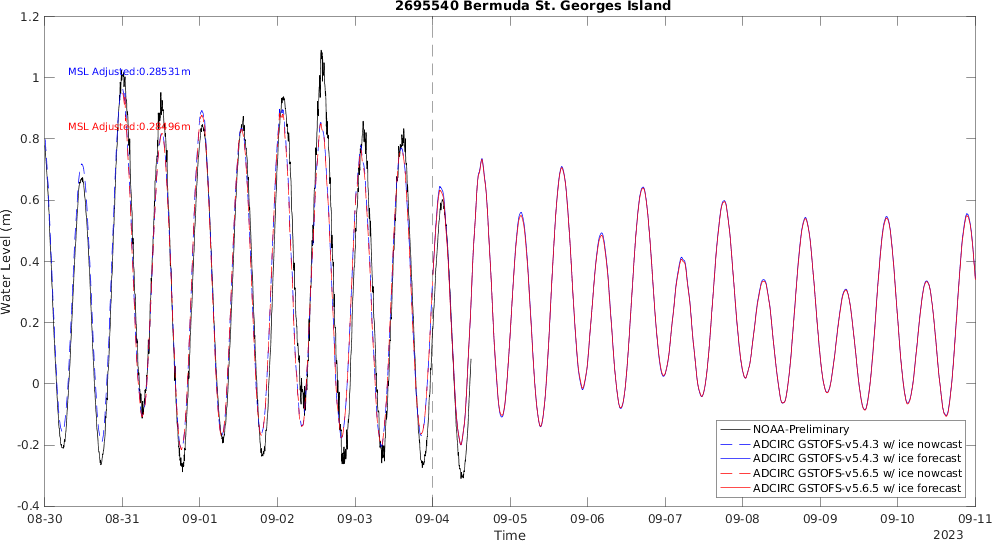 2695540 Bermuda St. Georges Island
1.2
1
0.8
0.6
0.4
0.2
0
-0.2
-0.4
Water Level (m)
MSL Adjusted:0.28531m
MSL Adjusted:0.28496m
NOAA-Preliminary
ADCIRC GSTOFS-v5.4.3 w/ ice nowcast
ADCIRC GSTOFS-v5.4.3 w/ ice forecast
ADCIRC GSTOFS-v5.6.5 w/ ice nowcast
ADCIRC GSTOFS-v5.6.5 w/ ice forecast
08-30 08-31 09-01 09-02 09-03 09-04 09-05 09-06 09-07 09-08 09-09 09-10 09-11
Time
2023